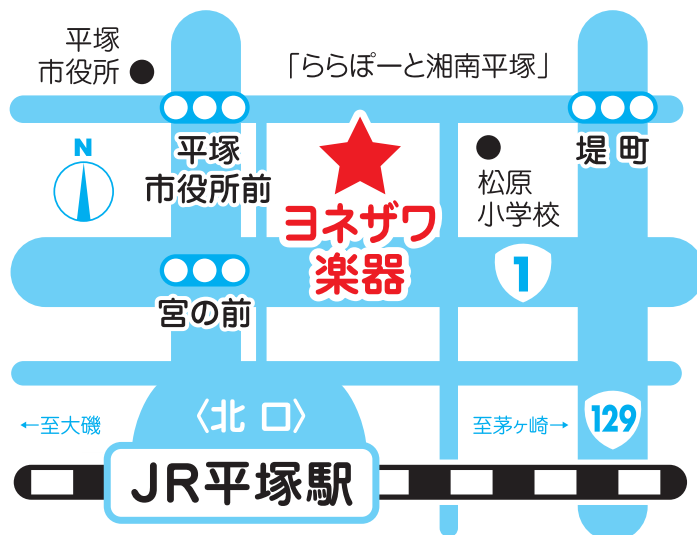 平塚
市役所
「ららぽーと湘南平塚」
平塚
市役所前
堤町
N
松原
小学校
ヨネザワ
楽器
1
宮の前
〈北口〉
←至大磯
至茅ヶ崎→
129
JR平塚駅